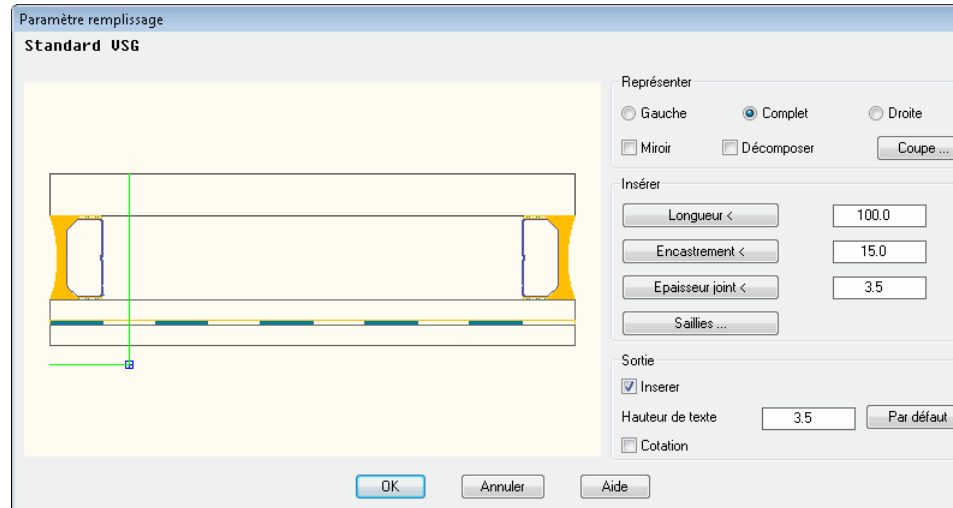 Paramètre remplissage
Standard VSG
Représenter
Gauche Complet Droite
Miroir Décomposer Coupe ...
Insérer
Longueur < 100.0
Encastrement < 15.0
Epaisseur joint < 3.5
Saillies ...
Sortie
Inserer
Hauteur de texte 3.5 Par défaut
Cotation
OK Annuler Aide